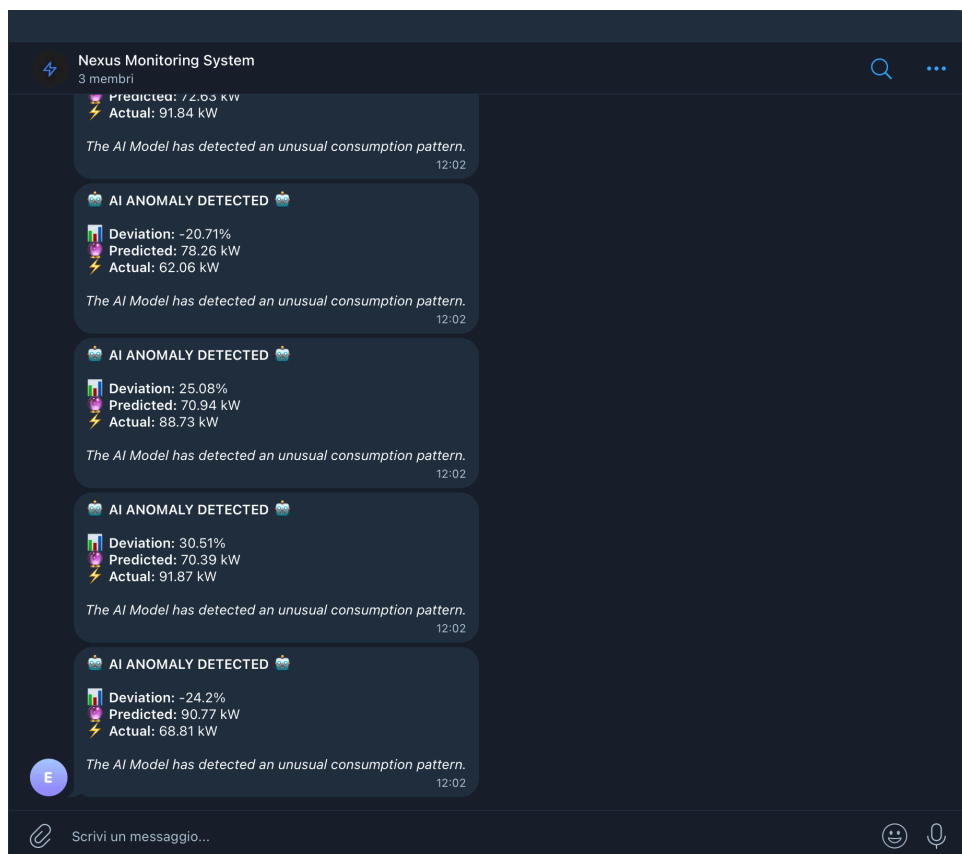 Nexus Monitoring System
3 membri
Predicted: 72.63 kW
Actual: 91.84 kW
The AI Model has detected an unusual consumption pattern.
12:02
AI ANOMALY DETECTED
Deviation: -20.71%
Predicted: 78.26 kW
Actual: 62.06 kW
The AI Model has detected an unusual consumption pattern.
12:02
AI ANOMALY DETECTED
Deviation: 25.08%
Predicted: 70.94 kW
Actual: 88.73 kW
The AI Model has detected an unusual consumption pattern.
12:02
AI ANOMALY DETECTED
Deviation: 30.51%
Predicted: 70.39 kW
Actual: 91.87 kW
The AI Model has detected an unusual consumption pattern.
12:02
AI ANOMALY DETECTED
Deviation: -24.2%
Predicted: 90.77 kW
Actual: 68.81 kW
The AI Model has detected an unusual consumption pattern.
12:02
E
Scrivi un messaggio...